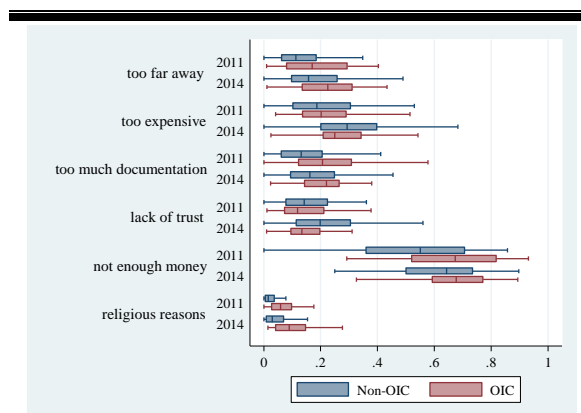 too far away
2011
2014
too expensive
2011
2014
too much documentation
2011
2014
lack of trust
2011
2014
not enough money
2011
2014
religious reasons
2011
2014
0 .2 .4 .6 .8 1
Non-OIC OIC